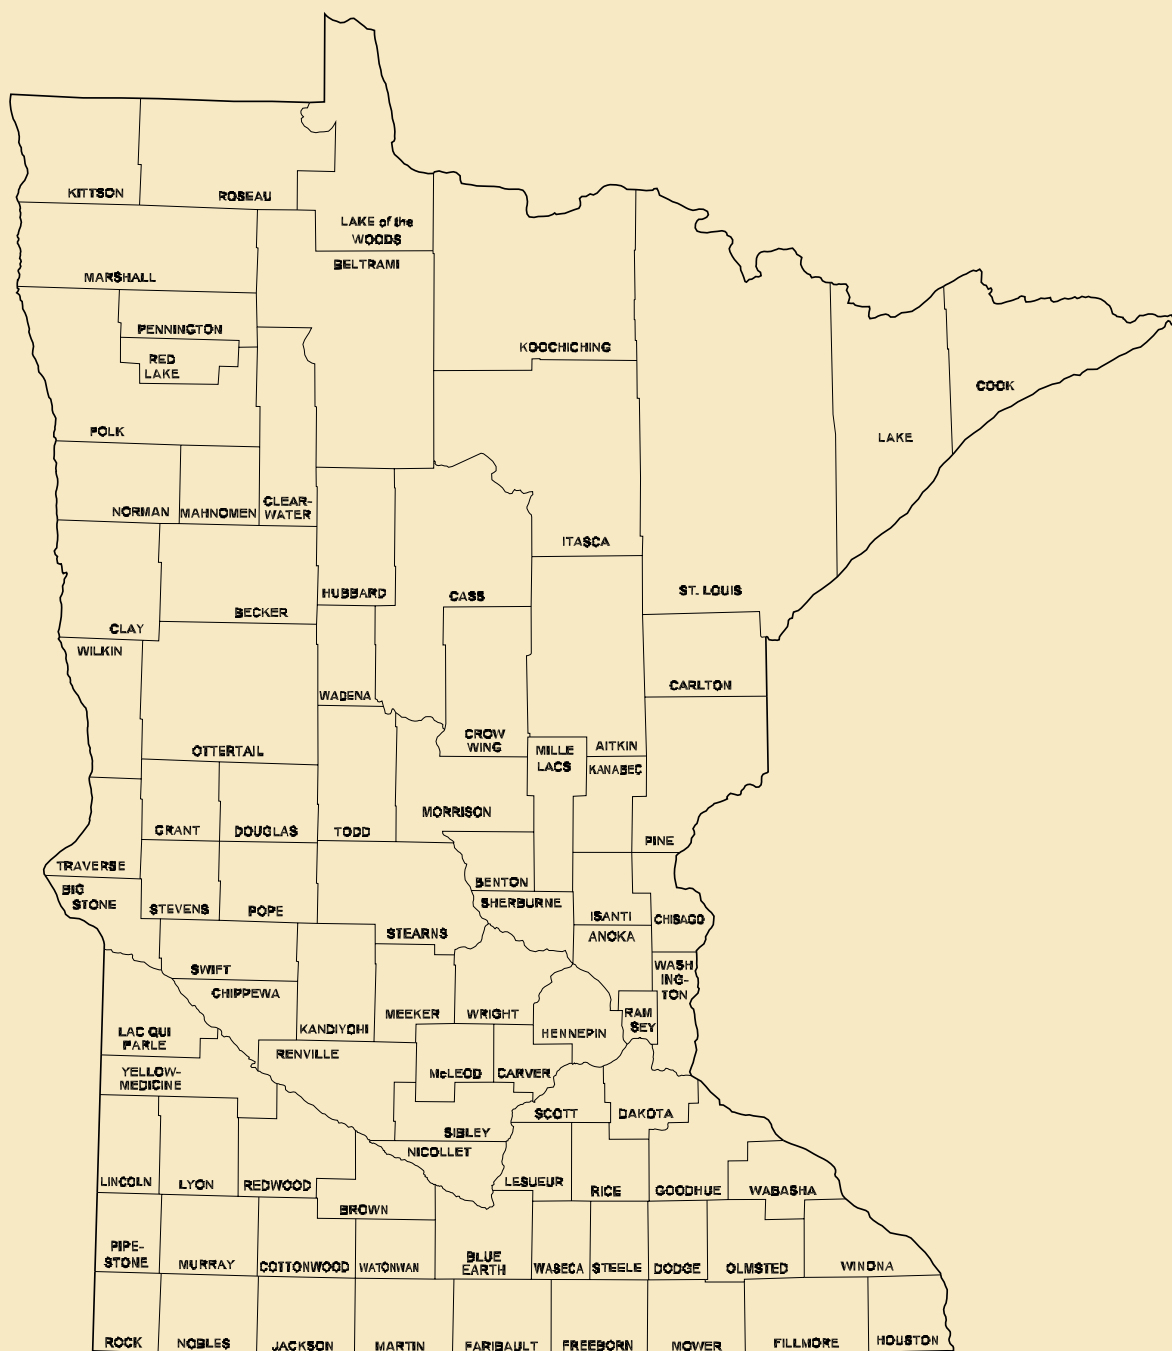 KITTSON
ROSEAU
LAKE of the
WOODS
BELTRAMI
MARSHALL
PENNINGTON
RED
LAKE
KOOCHICHING
COOK
LAKE
POLK
NORMAN
MAHNOMEN
CLEAR-
WATER
ITASCA
HUBBARD
CASS
ST. LOUIS
BECKER
CLAY
WILKIN
WADENA
CARLTON
OTTERTAIL
CROW
WING
MILLE
LACS
AITKIN
KANABEC
GRANT
DOUGLAS
TODD
MORRISON
PINE
TRAVERSE
BIG
STONE
STEVENS
POPE
BENTON
SHERBURNE
STEARNS
ISANTI
CHISAGO
ANOKA
SWIFT
CHIPPEWA
KANDIYOHI
MEEKER
WRIGHT
HENNEPIN
WASH
ING-
TON
RAM
SEY
LAC QUI
PARLE
RENVILLE
YELLOW-
MEDICINE
McLEOD
CARVER
SCOTT
DAKOTA
SIBLEY
NICOLLET
LINCOLN
LYON
REDWOOD
BROWN
LESUEUR
RICE
GOODHUE
WABASHA
PIPE-
STONE
MURRAY
COTTONWOOD
WATONWAN
BLUE
EARTH
WASECA
STEELE
DODGE
OLMSTED
WINONA
ROCK
NOBLES
JACKSON
MARTIN
FARIBAULT
FREEBORN
MOWER
FILLMORE
HOUSTON